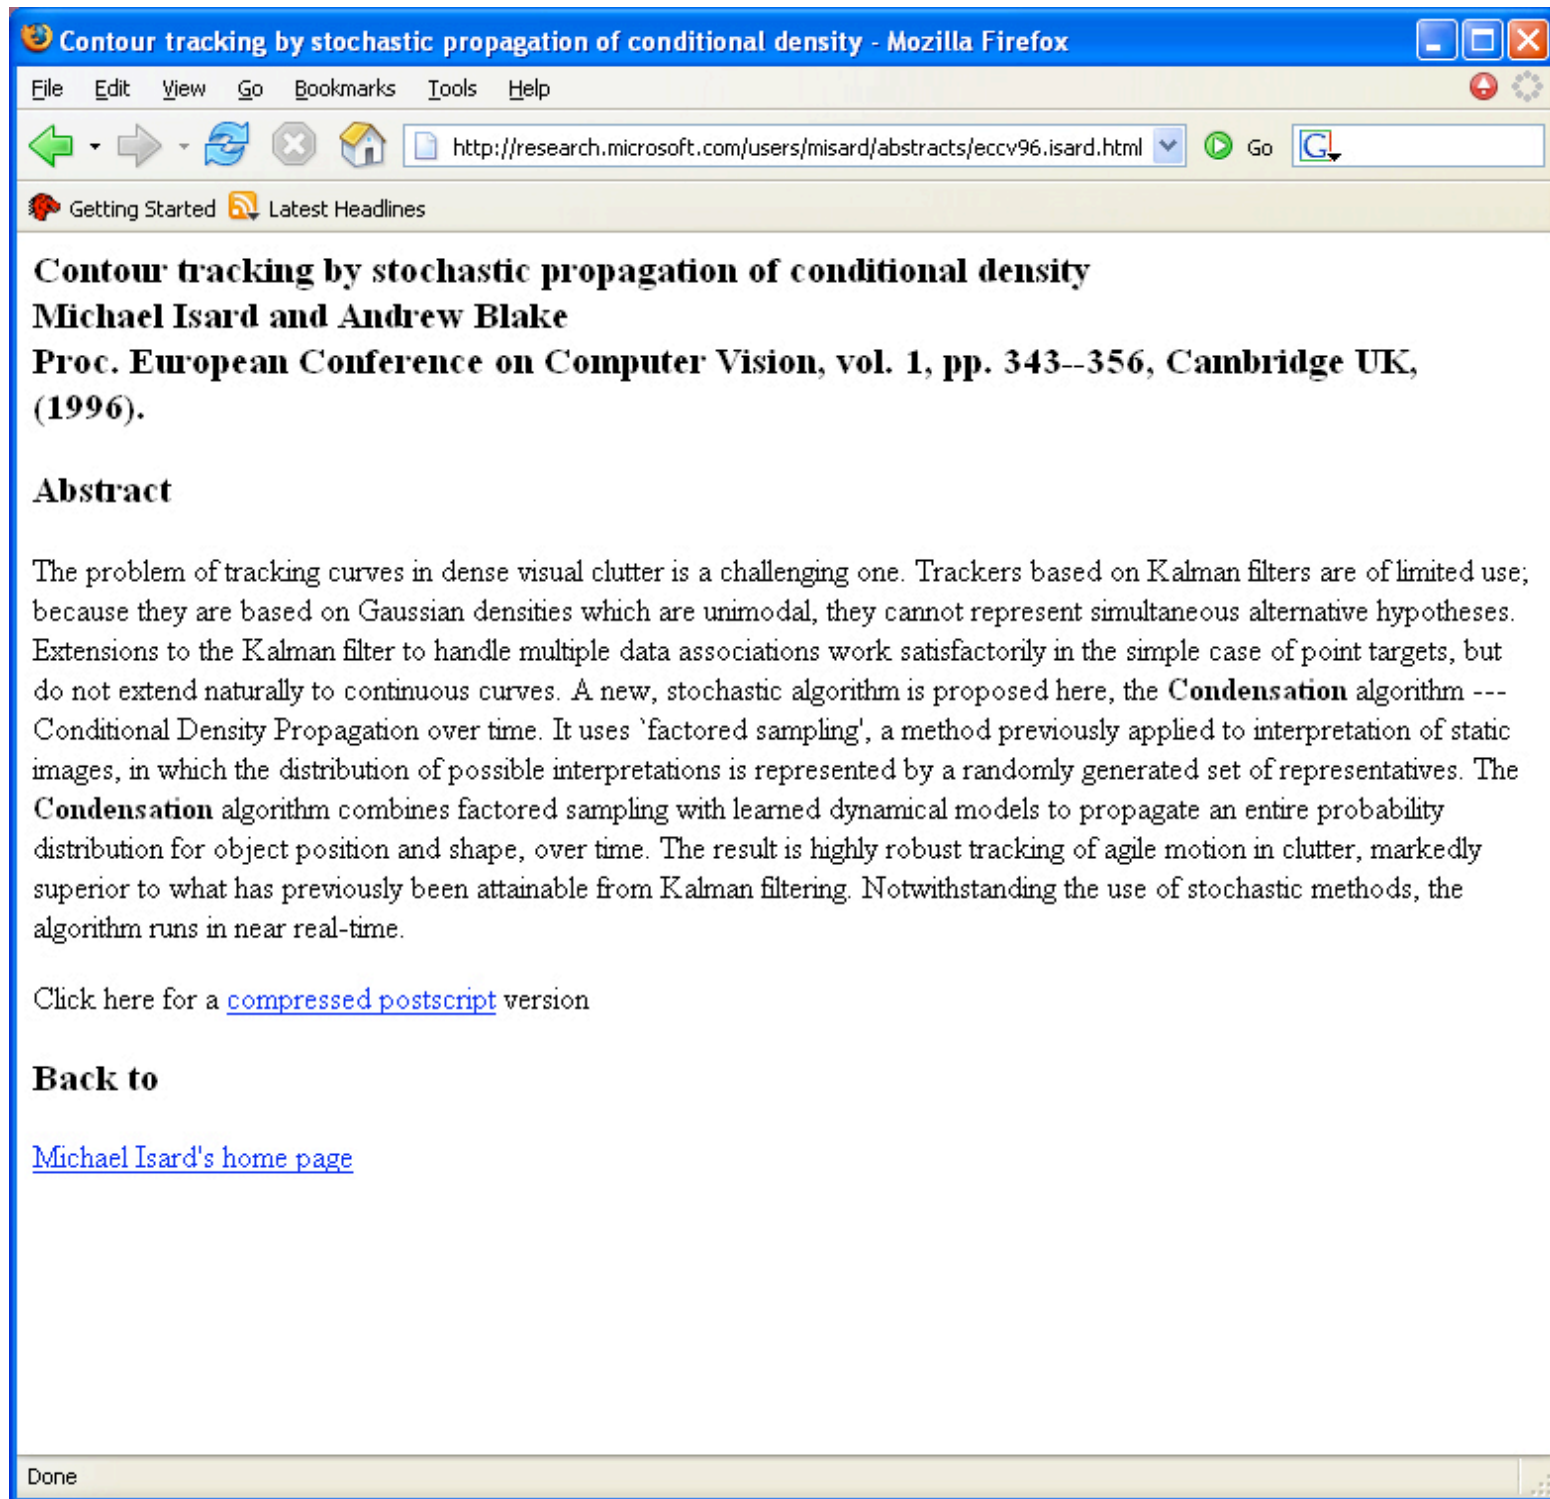 Contour tracking by stochastic propagation of conditional density - Mozilla Firefox
File Edit View Go Bookmarks Tools Help
http://research.microsoft.com/users/misard/abstracts/eccv96.isard.html Go G
Getting Started Latest Headlines
Contour tracking by stochastic propagation of conditional density
Michael Isard and Andrew Blake
Proc. European Conference on Computer Vision, vol. 1, pp. 343--356, Cambridge UK,
(1996).
Abstract
The problem of tracking curves in dense visual clutter is a challenging one. Trackers based on Kalman filters are of limited use;
because they are based on Gaussian densities which are unimodal, they cannot represent simultaneous alternative hypotheses.
Extensions to the Kalman filter to handle multiple data associations work satisfactorily in the simple case of point targets, but
do not extend naturally to continuous curves. A new, stochastic algorithm is proposed here, the Condensation algorithm ---
Conditional Density Propagation over time. It uses `factored sampling', a method previously applied to interpretation of static
images, in which the distribution of possible interpretations is represented by a randomly generated set of representatives. The
Condensation algorithm combines factored sampling with learned dynamical models to propagate an entire probability
distribution for object position and shape, over time. The result is highly robust tracking of agile motion in clutter, markedly
superior to what has previously been attainable from Kalman filtering. Notwithstanding the use of stochastic methods, the
algorithm runs in near real-time.
Click here for a compressed postscript version
Back to
Michael Isard's home page
Done